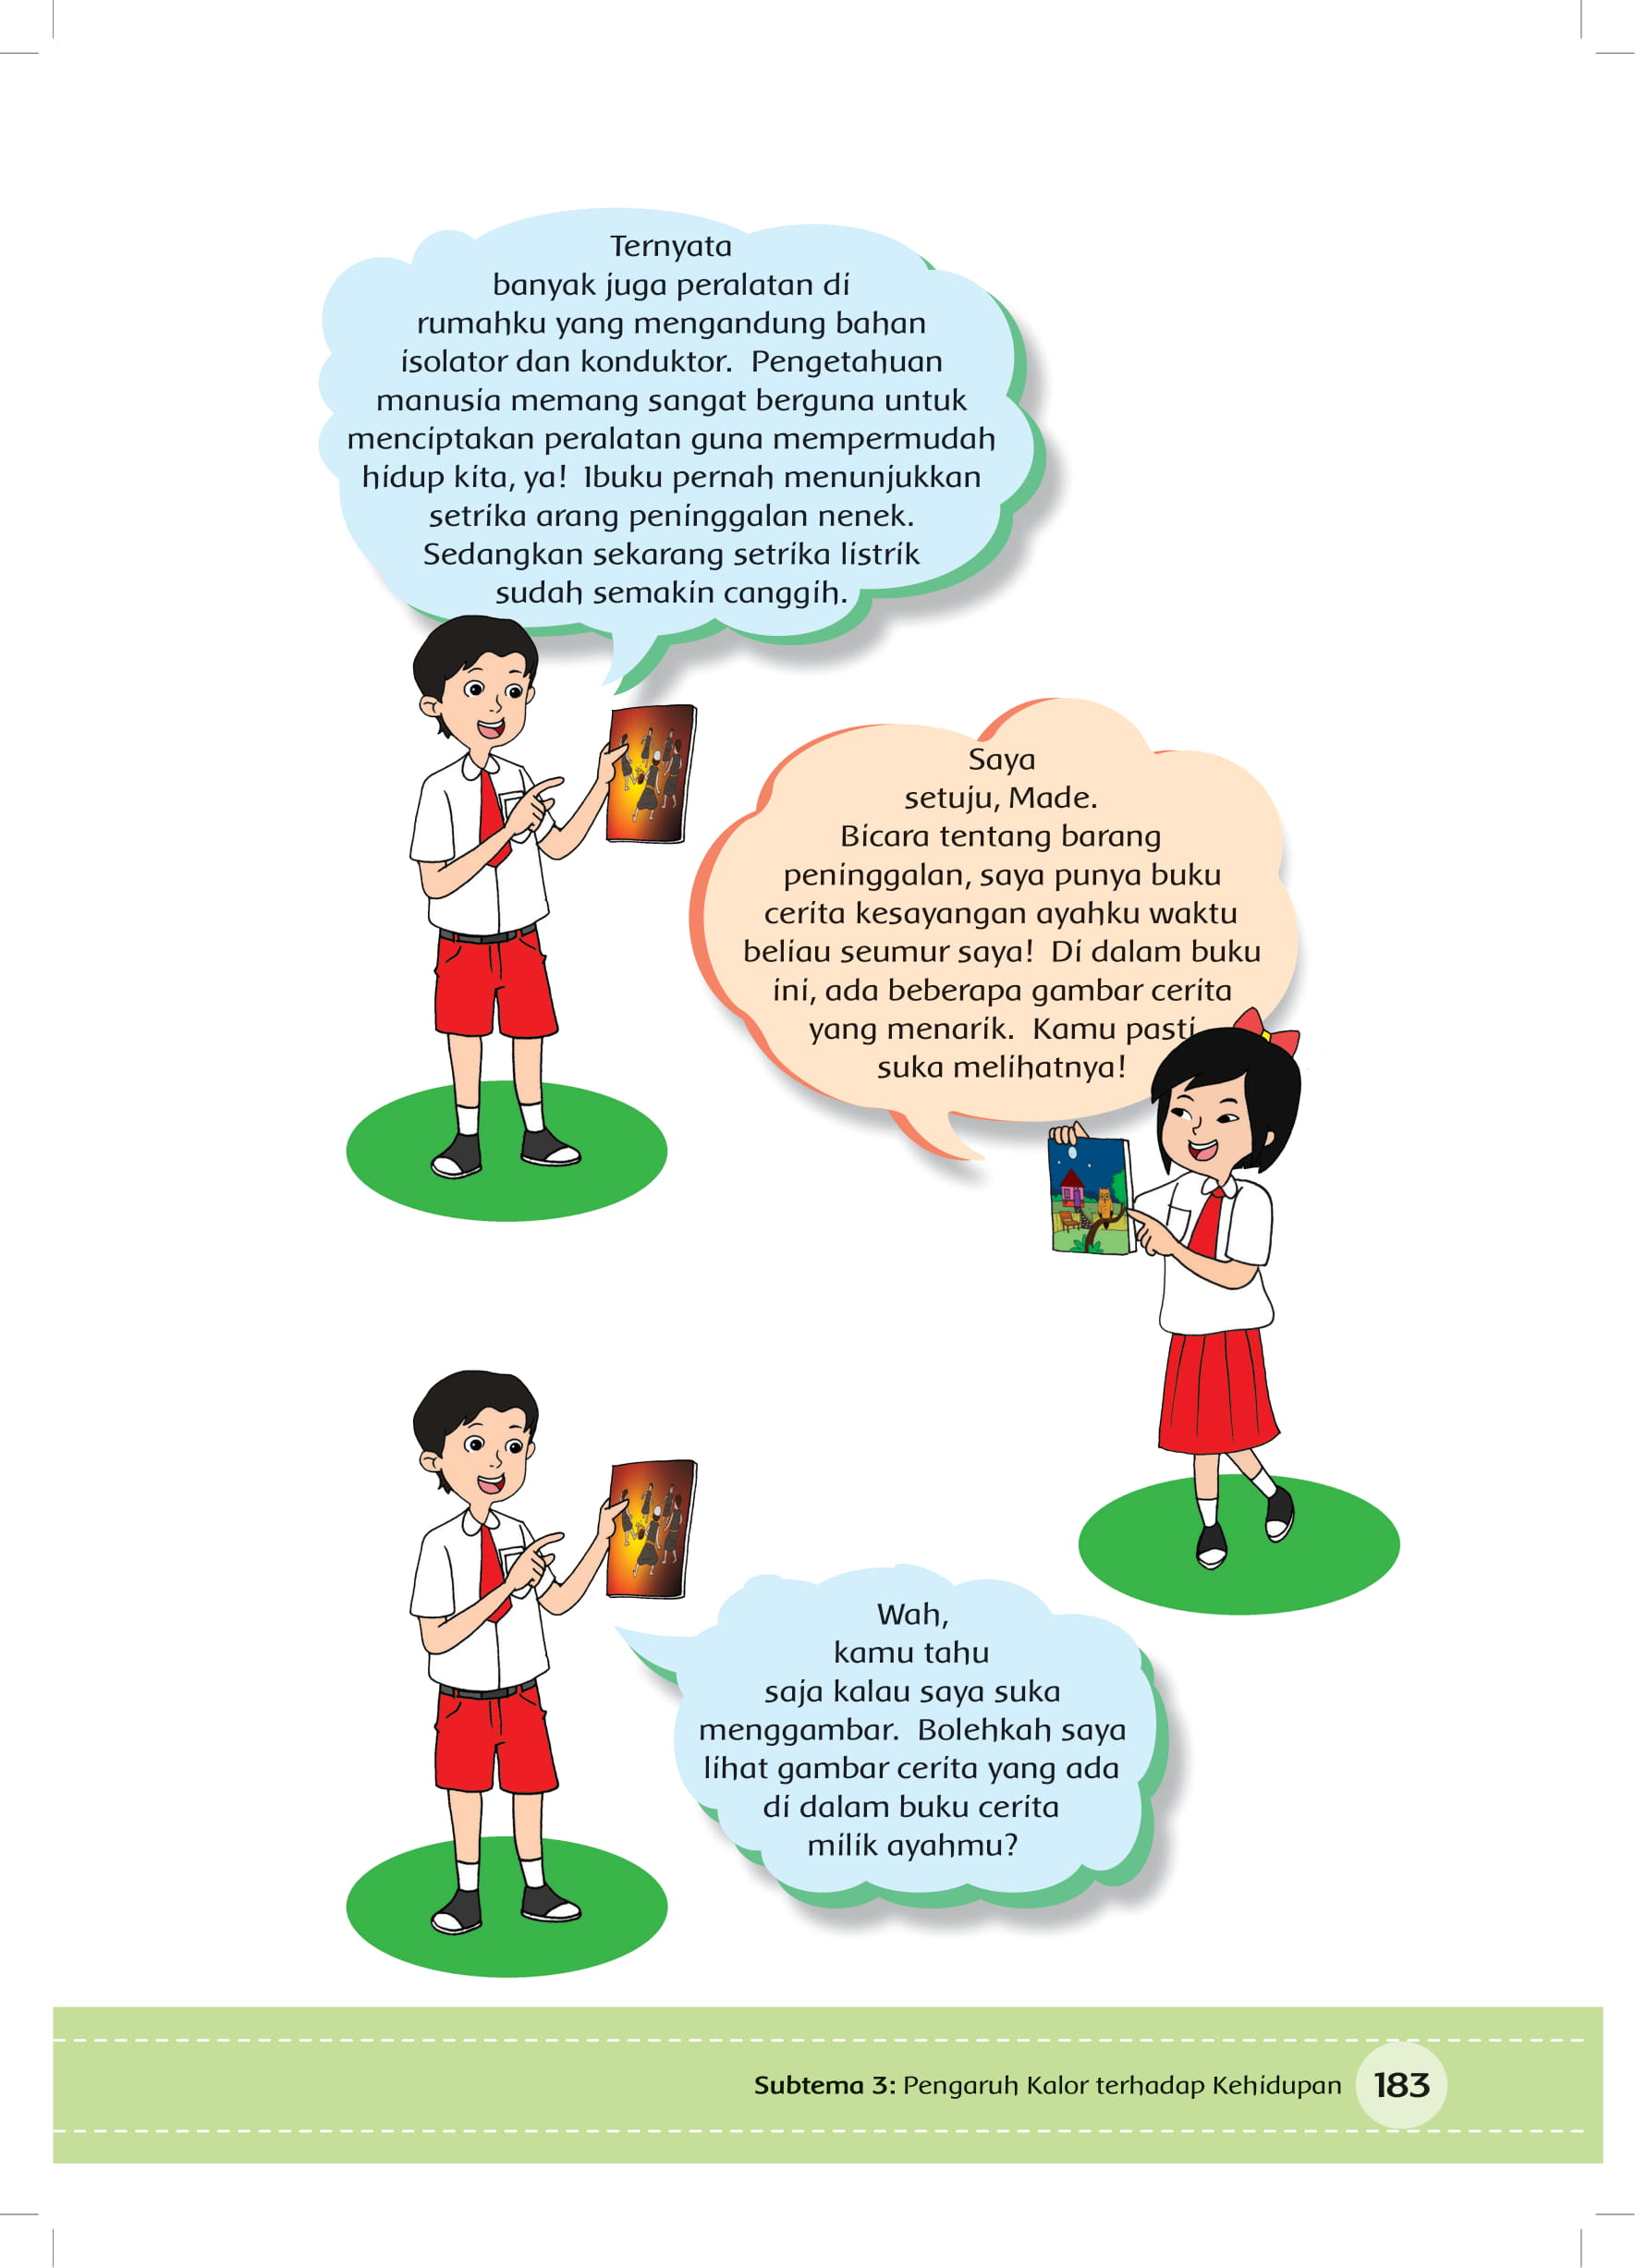 Ternyata
banyak juga peralatan di
rumahku yang mengandung bahan
isolator dan konduktor.  Pengetahuan
manusia memang sangat berguna untuk
menciptakan peralatan guna mempermudah
hidup kita, ya!  Ibuku pernah menunjukkan
setrika arang peninggalan nenek.
Sedangkan sekarang setrika listrik
sudah semakin canggih.
Saya
setuju, Made.
Bicara tentang barang
peninggalan, saya punya buku
cerita kesayangan ayahku waktu
beliau seumur saya!  Di dalam buku
ini, ada beberapa gambar cerita
yang menarik.  Kamu pasti
suka melihatnya!
Wah,
kamu tahu
saja kalau saya suka
menggambar.  Bolehkah saya
lihat gambar cerita yang ada
di dalam buku cerita
milik ayahmu?
Subtema 3: Pengaruh Kalor terhadap Kehidupan 183